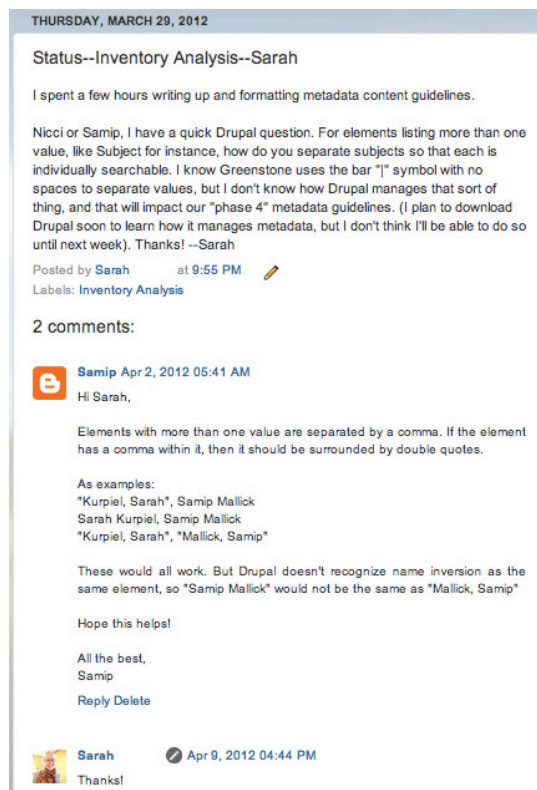 THURSDAY, MARCH 29, 2012
Status--Inventory Analysis--Sarah
I spent a few hours writing up and formatting metadata content guidelines.
Nicci or Samip, I have a quick Drupal question. For elements listing more than one
value, like Subject for instance, how do you separate subjects so that each is
individually searchable. I know Greenstone uses the bar "|" symbol with no
spaces to separate values, but I don't know how Drupal manages that sort of
thing, and that will impact our "phase 4" metadata guidelines. (I plan to download
Drupal soon to learn how it manages metadata, but I don't think I'll be able to do so
until next week). Thanks! --Sarah
Posted by Sarah at 9:55 PM
Labels: Inventory Analysis
2 comments:
Samip Apr 2, 2012 05:41 AM
Hi Sarah,
Elements with more than one value are separated by a comma. If the element
has a comma within it, then it should be surrounded by double quotes.
As examples:
"Kurpiel, Sarah", Samip Mallick
Sarah Kurpiel, Samip Mallick
"Kurpiel, Sarah", "Mallick, Samip"
These would all work. But Drupal doesn't recognize name inversion as the
same element, so "Samip Mallick" would not be the same as "Mallick, Samip"
Hope this helps!
All the best,
Samip
Reply Delete
Sarah Apr 9, 2012 04:44 PM
Thanks!